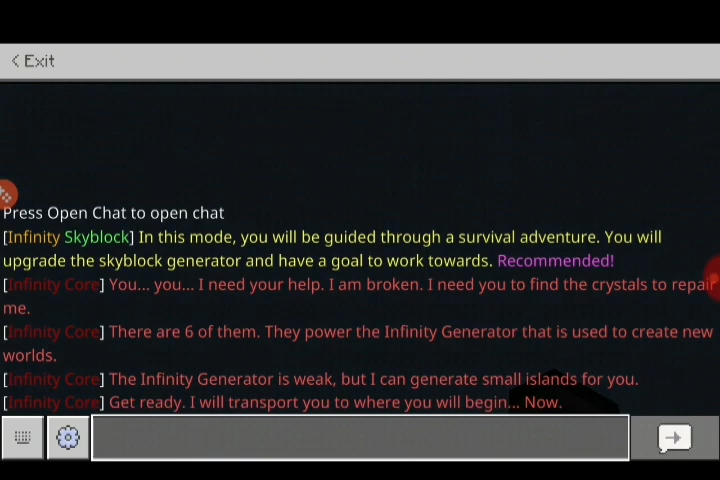 < Exit
Press Open Chat to open chat
[Infinity Skyblock] In this mode, you will be guided through a survival adventure. You will
upgrade the skyblock generator and have a goal to work towards. Recommended!
[Infinity Core] You... you... I need your help. I am broken. I need you to find the crystals to repair
me.
[Infinity Core] There are 6 of them. They power the Infinity Generator that is used to create new
worlds.
[Infinity Core] The Infinity Generator is weak, but I can generate small islands for you.
[Infinity Core] Get ready. I will transport you to where you will begin... Now.